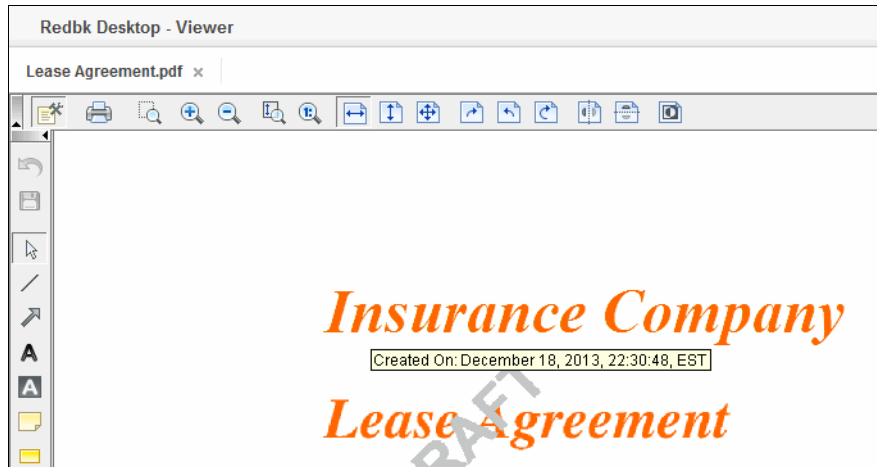 Redbk Desktop - Viewer
Lease Agreement.pdf ×
Insurance Company
Created On: December 18, 2013, 22:30:48, EST
Lease Agreement